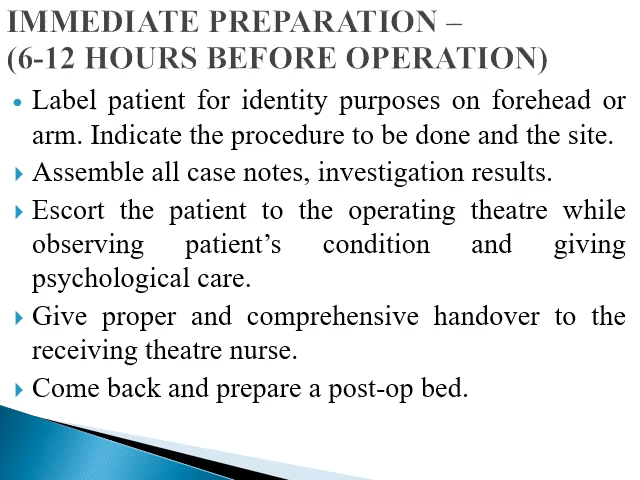 IMMEDIATE PREPARATION –
(6-12 HOURS BEFORE OPERATION)
Label patient for identity purposes on forehead or
arm. Indicate the procedure to be done and the site.
Assemble all case notes, investigation results.
Escort the patient to the operating theatre while
observing patient’s condition and giving
psychological care.
Give proper and comprehensive handover to the
receiving theatre nurse.
Come back and prepare a post-op bed.